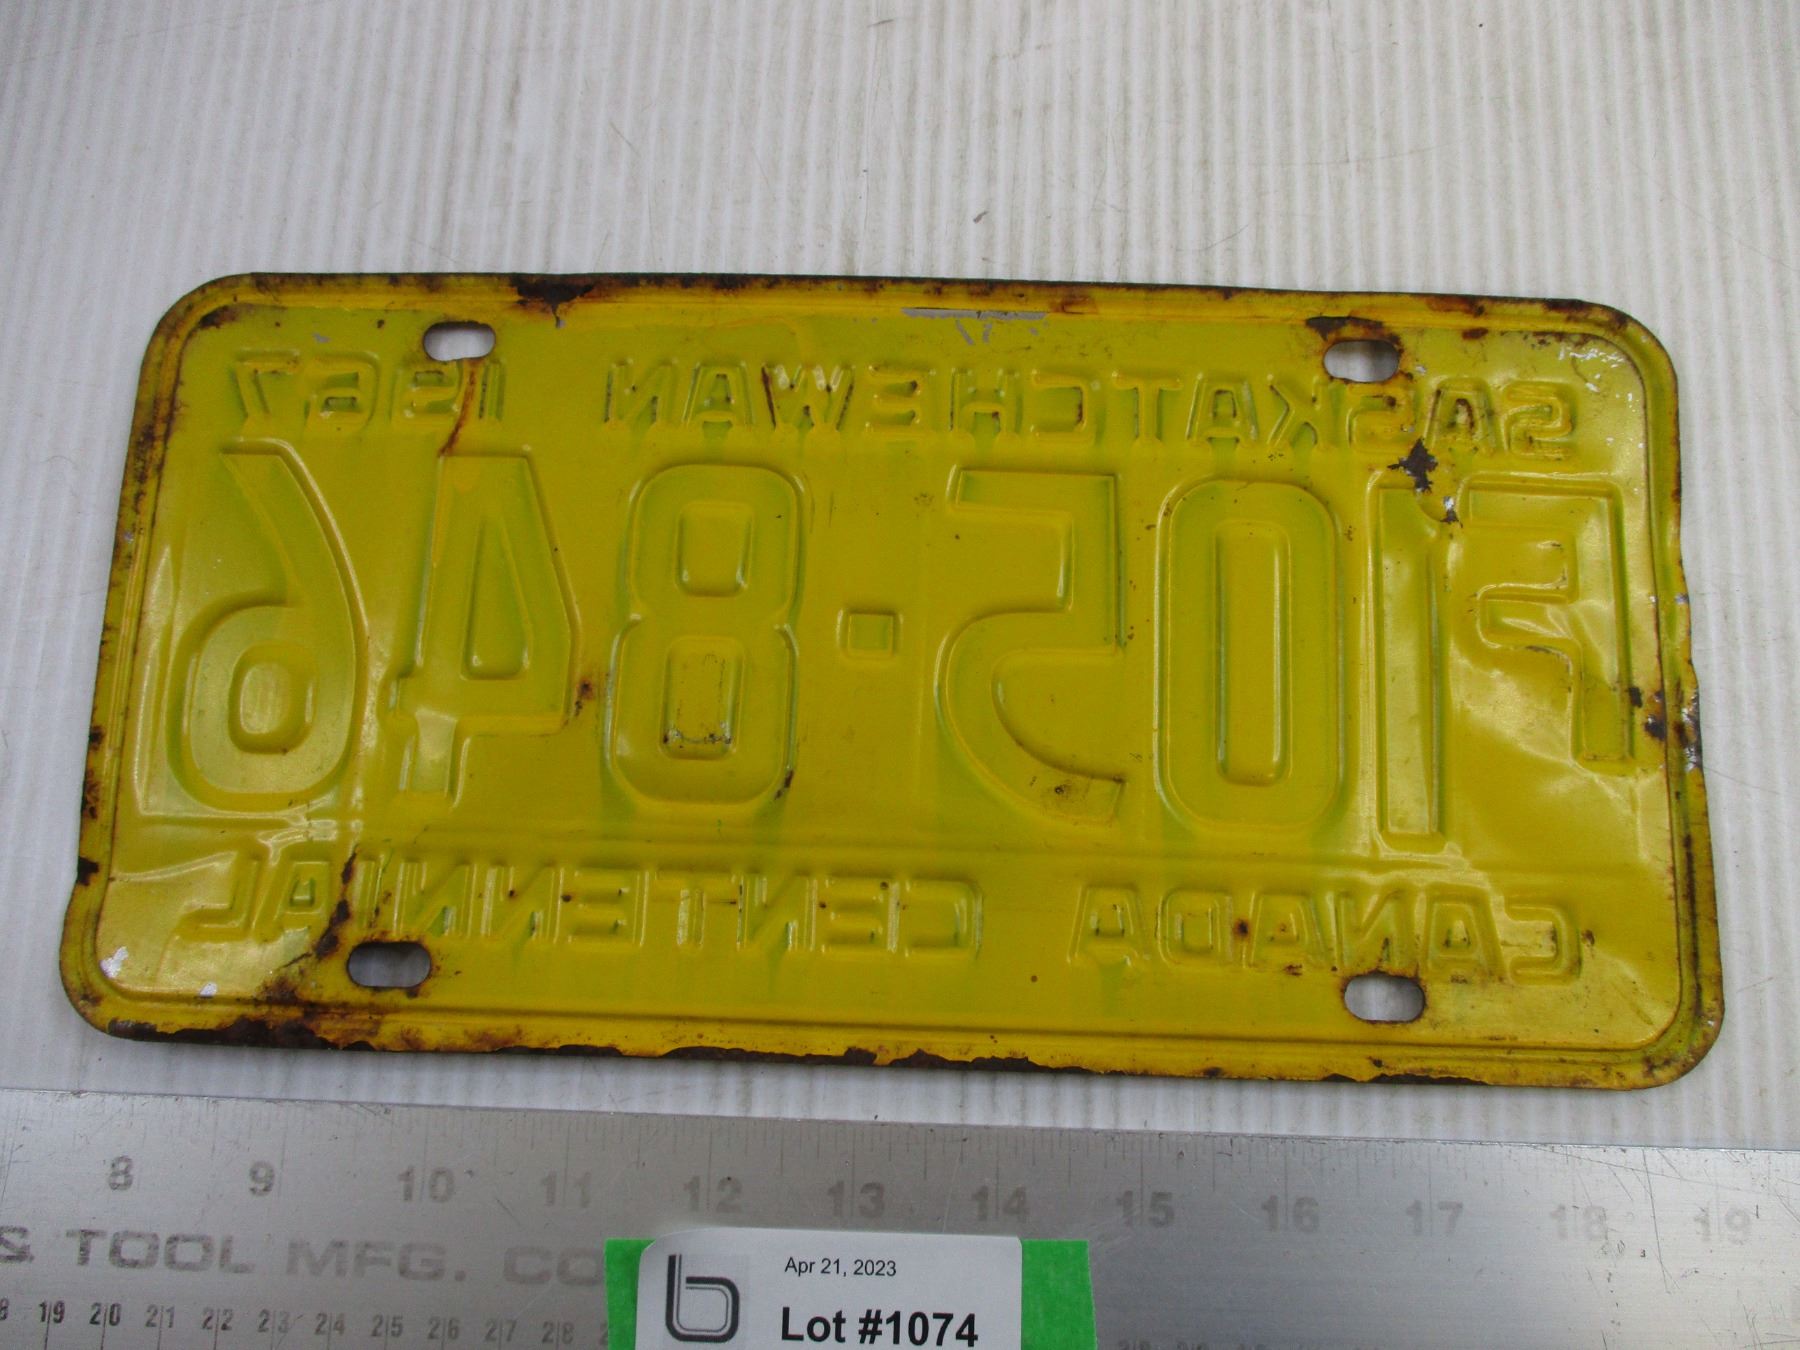 SASKATCHEWAN 1967
F105-846
CANADA CENTENNIAL
8 9 10 11 12 13 14 15 16 17 18 19
& TOOL MFG. CO
19 20 21 22 23 24 25 26 27 28
Apr 21, 2023
Lot #1074